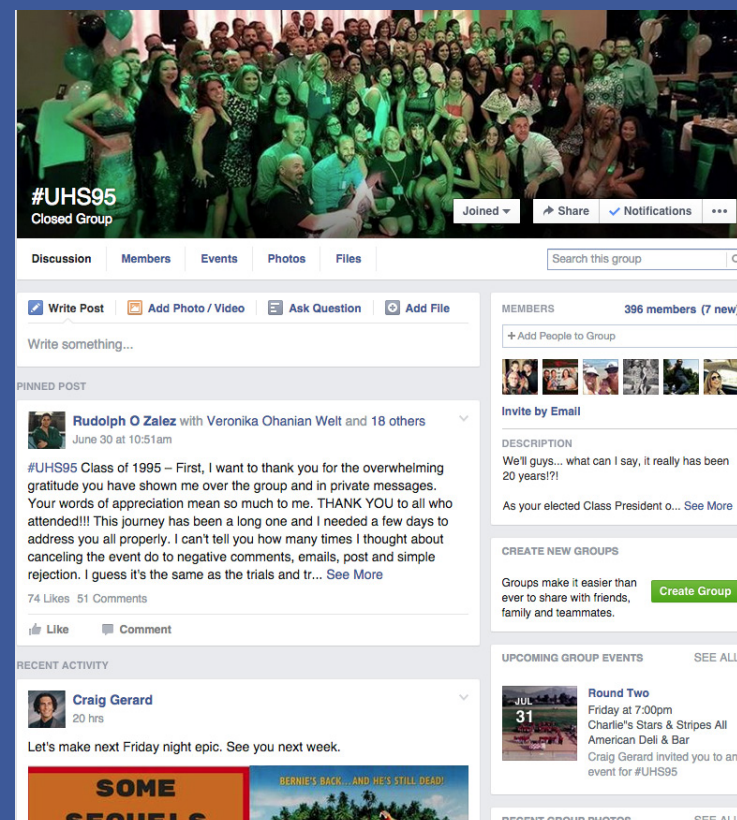 #UHS95
Closed Group
Joined
Share
Notifications
Discussion
Members
Events
Photos
Files
Search this group
Write Post
Add Photo / Video
Ask Question
Add File
Write something...
PINNED POST
Rudolph O Zalez with Veronika Ohanian Welt and 18 others
June 30 at 10:51am
#UHS95 Class of 1995 – First, I want to thank you for the overwhelming
gratitude you have shown me over the group and in private messages.
Your words of appreciation mean so much to me. THANK YOU to all who
attended!!! This journey has been a long one and I needed a few days to
address you all properly. I can't tell you how many times I thought about
canceling the event do to negative comments, emails, post and simple
rejection. I guess it's the same as the trials and tr... See More
74 Likes 51 Comments
Like
Comment
RECENT ACTIVITY
Craig Gerard
20 hrs
Let's make next Friday night epic. See you next week.
SOME
SEQUELS
BERNIE'S BACK...AND HE'S STILL DEAD!
MEMBERS
396 members (7 new)
+ Add People to Group
Invite by Email
DESCRIPTION
We'll guys... what can I say, it really has been
20 years!?!
As your elected Class President o... See More
CREATE NEW GROUPS
Groups make it easier than
ever to share with friends,
family and teammates.
Create Group
UPCOMING GROUP EVENTS
SEE ALL
JUL
31
Round Two
Friday at 7:00pm
Charlie"s Stars & Stripes All
American Deli & Bar
Craig Gerard invited you to an
event for #UHS95
RECENT GROUP PHOTOS
SEE ALL